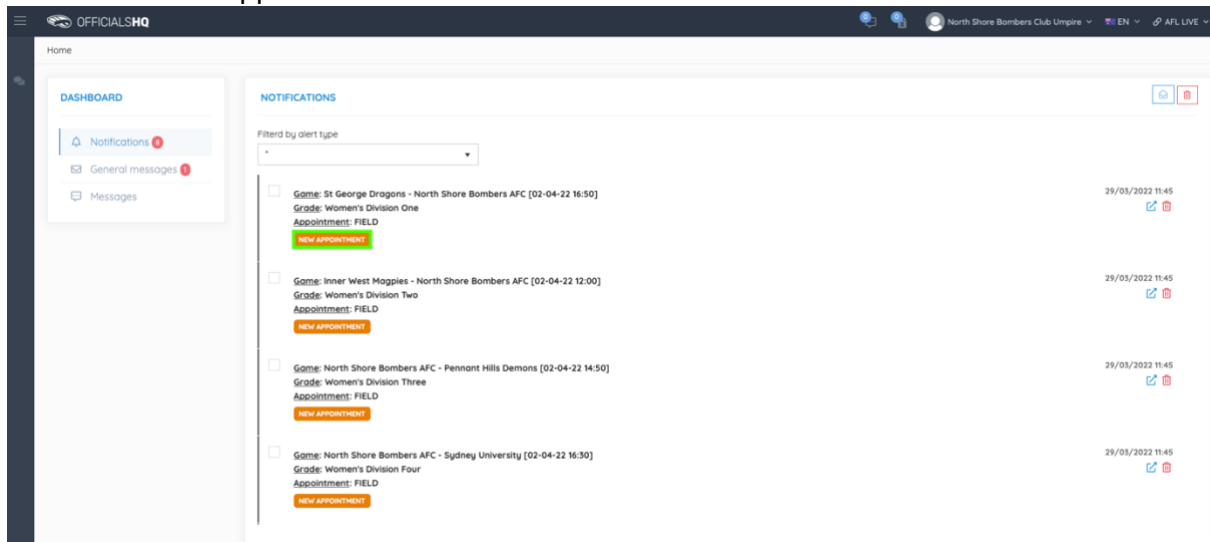 OFFICIALSHQ
0
0
North Shore Bombers Club Umpire
EN
AFL LIVE
Home
DASHBOARD
Notifications 8
General messages 1
Messages
NOTIFICATIONS
Filterd by alert type
*
Game: St George Dragons - North Shore Bombers AFC [02-04-22 16:50]
Grade: Women's Division One
Appointment: FIELD
NEW APPOINTMENT
29/03/2022 11:45
Game: Inner West Magpies - North Shore Bombers AFC [02-04-22 12:00]
Grade: Women's Division Two
Appointment: FIELD
NEW APPOINTMENT
29/03/2022 11:45
Game: North Shore Bombers AFC - Pennant Hills Demons [02-04-22 14:50]
Grade: Women's Division Three
Appointment: FIELD
NEW APPOINTMENT
29/03/2022 11:45
Game: North Shore Bombers AFC - Sydney University [02-04-22 16:30]
Grade: Women's Division Four
Appointment: FIELD
NEW APPOINTMENT
29/03/2022 11:45